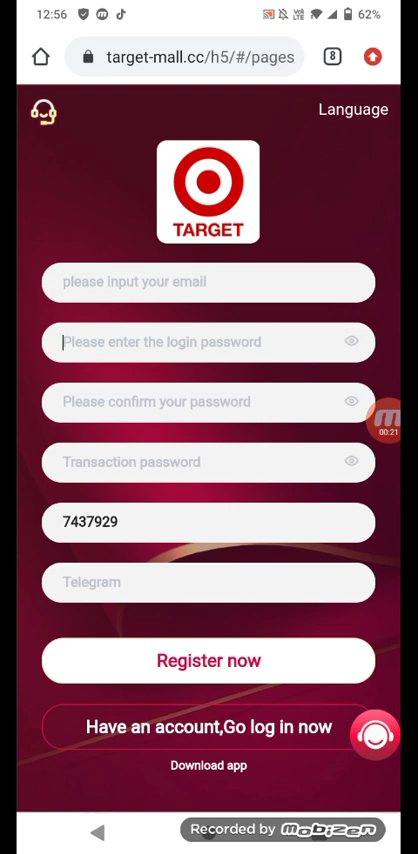 12:56
62%
target-mall.cc/h5/#/pages
8
Language
TARGET
please input your email
Please enter the login password
Please confirm your password
00:21
Transaction password
7437929
Telegram
Register now
Have an account,Go log in now
Download app
Recorded by mobizen